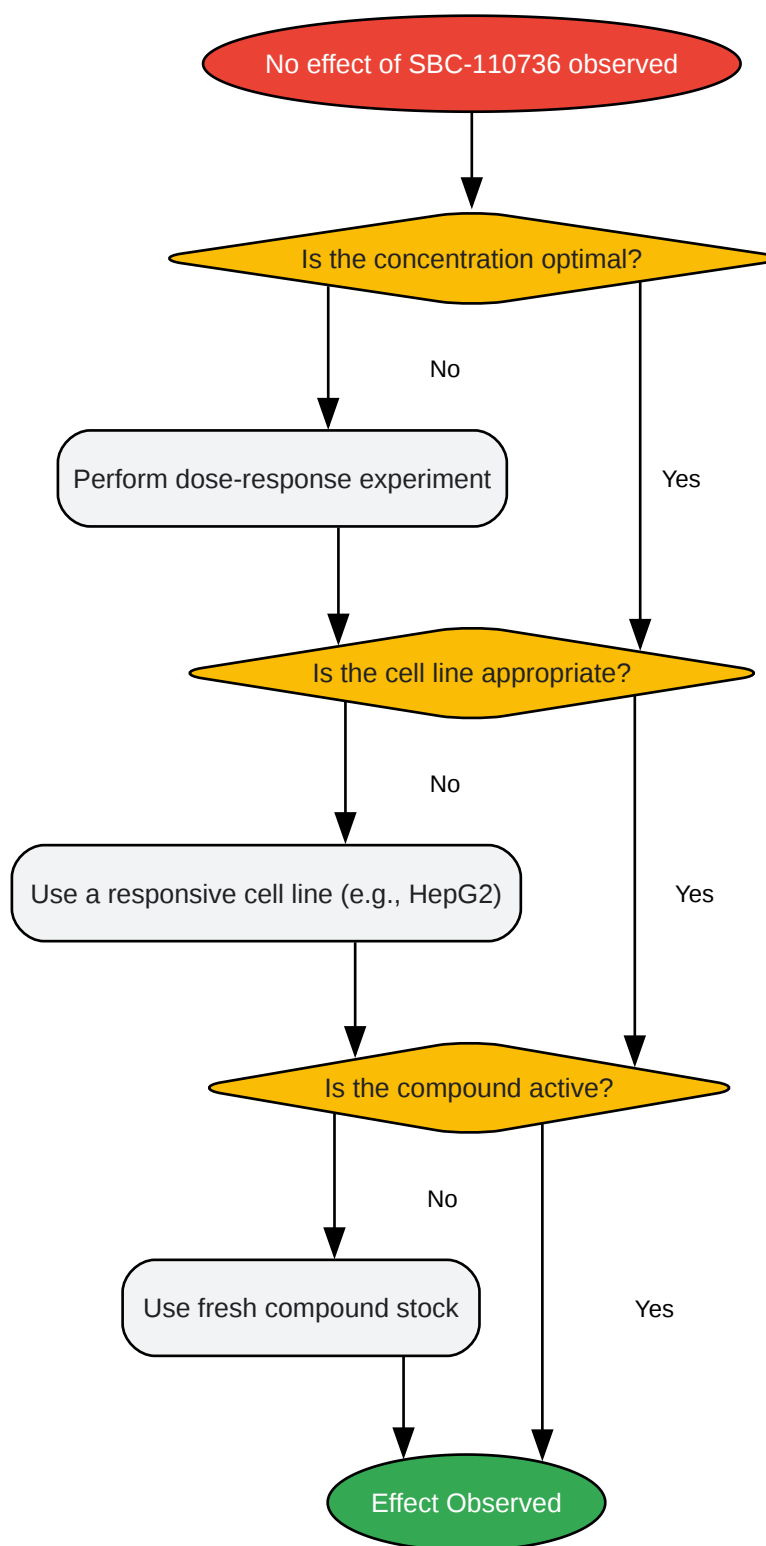 No effect of SBC-110736 observed
Is the concentration optimal?
No
Perform dose-response experiment
Yes
Is the cell line appropriate?
No
Use a responsive cell line (e.g., HepG2)
Yes
Is the compound active?
No
Use fresh compound stock
Yes
Effect Observed